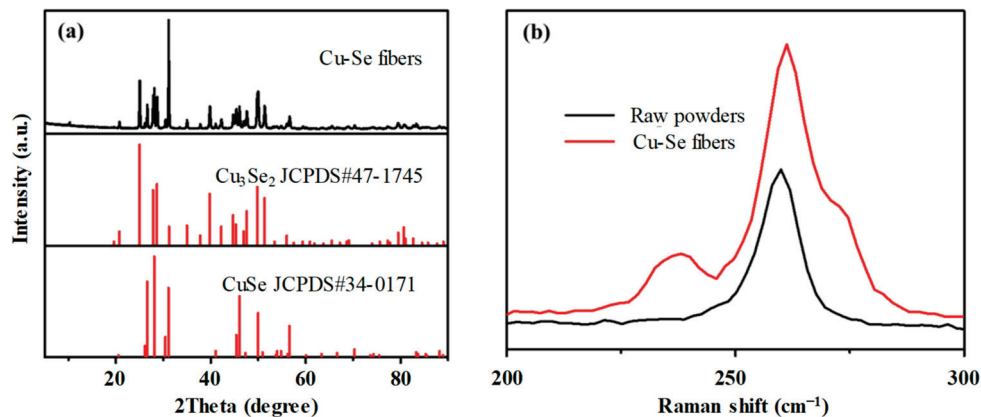 (a)
Cu-Se fibers
Cu₃Se₂ JCPDS#47-1745
CuSe JCPDS#34-0171
Intensity (a.u.)
20 40 60 80
2Theta (degree)
(b)
Raw powders
Cu-Se fibers
200 250 300
Raman shift (cm⁻¹)